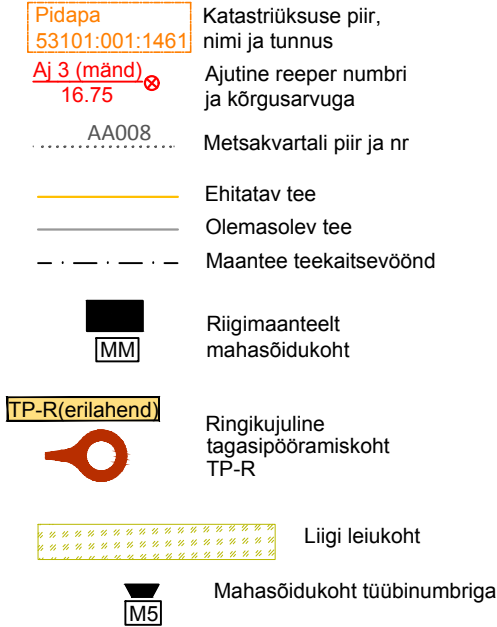 Pidapa
53101:001:1461
Katastriüksuse piir,
nimi ja tunnus
Aj 3 (mänd)
16.75
Ajutine reeper numbri
ja kõrgusarvuga
AA008
Metsakvartali piir ja nr
Ehitatav tee
Olemasolev tee
Maantee teekaitsevöönd
MM
Riigimaanteelt
mahasõidukoht
TP-R(erilahend)
Ringikujuline
tagasipööramiskoht
TP-R
Liigi leiukoht
M5
Mahasõidukoht tüübinumbriga